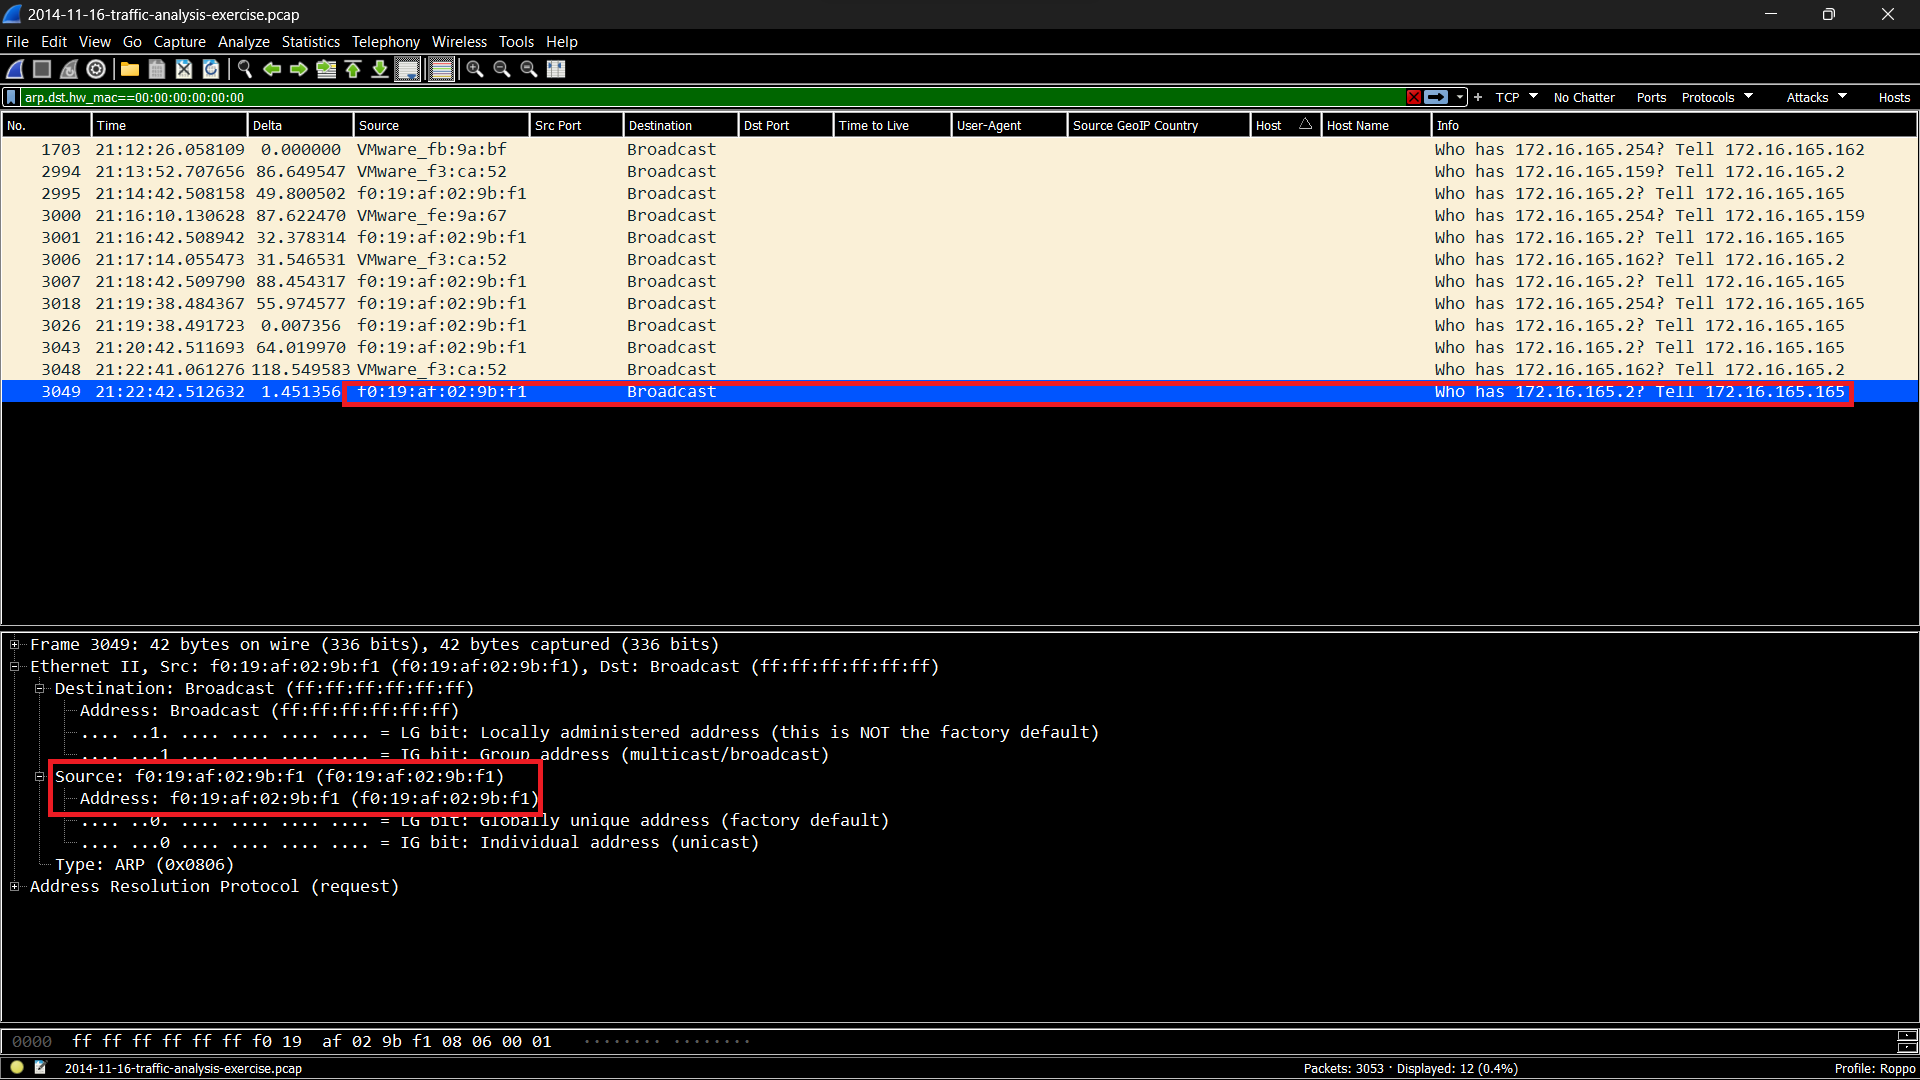 2014-11-16-traffic-analysis-exercise.pcap
File Edit View Go Capture Analyze Statistics Telephony Wireless Tools Help
arp.dst.hw_mac==00:00:00:00:00:00 + TCP No Chatter Ports Protocols Attacks Hosts
No. Time Delta Source Src Port Destination Dst Port Time to Live User-Agent Source GeoIP Country Host Host Name Info
1703 21:12:26.058109 0.000000 VMware_fb:9a:bf Broadcast Who has 172.16.165.254? Tell 172.16.165.162
2994 21:13:52.707656 86.649547 VMware_f3:ca:52 Broadcast Who has 172.16.165.159? Tell 172.16.165.2
2995 21:14:42.508158 49.800502 f0:19:af:02:9b:f1 Broadcast Who has 172.16.165.2? Tell 172.16.165.165
3000 21:16:10.130628 87.622470 VMware_fe:9a:67 Broadcast Who has 172.16.165.254? Tell 172.16.165.159
3001 21:16:42.508942 32.378314 f0:19:af:02:9b:f1 Broadcast Who has 172.16.165.2? Tell 172.16.165.165
3006 21:17:14.055473 31.546531 VMware_f3:ca:52 Broadcast Who has 172.16.165.162? Tell 172.16.165.2
3007 21:18:42.509790 88.454317 f0:19:af:02:9b:f1 Broadcast Who has 172.16.165.2? Tell 172.16.165.165
3018 21:19:38.484367 55.974577 f0:19:af:02:9b:f1 Broadcast Who has 172.16.165.254? Tell 172.16.165.165
3026 21:19:38.491723 0.007356 f0:19:af:02:9b:f1 Broadcast Who has 172.16.165.2? Tell 172.16.165.165
3043 21:20:42.511693 64.019970 f0:19:af:02:9b:f1 Broadcast Who has 172.16.165.2? Tell 172.16.165.165
3048 21:22:41.061276 118.549583 VMware_f3:ca:52 Broadcast Who has 172.16.165.162? Tell 172.16.165.2
3049 21:22:42.512632 1.451356 f0:19:af:02:9b:f1 Broadcast Who has 172.16.165.2? Tell 172.16.165.165
Frame 3049: 42 bytes on wire (336 bits), 42 bytes captured (336 bits)
Ethernet II, Src: f0:19:af:02:9b:f1 (f0:19:af:02:9b:f1), Dst: Broadcast (ff:ff:ff:ff:ff:ff)
Destination: Broadcast (ff:ff:ff:ff:ff:ff)
Address: Broadcast (ff:ff:ff:ff:ff:ff)
.... ..1. .... .... .... .... = LG bit: Locally administered address (this is NOT the factory default)
.... ...1 .... .... .... .... = IG bit: Group address (multicast/broadcast)
Source: f0:19:af:02:9b:f1 (f0:19:af:02:9b:f1)
Address: f0:19:af:02:9b:f1 (f0:19:af:02:9b:f1)
.... ..0. .... .... .... .... = LG bit: Globally unique address (factory default)
.... ...0 .... .... .... .... = IG bit: Individual address (unicast)
Type: ARP (0x0806)
Address Resolution Protocol (request)
0000 ff ff ff ff ff ff f0 19 af 02 9b f1 08 06 00 01 ········ ········
2014-11-16-traffic-analysis-exercise.pcap Packets: 3053 · Displayed: 12 (0.4%) Profile: Roppo